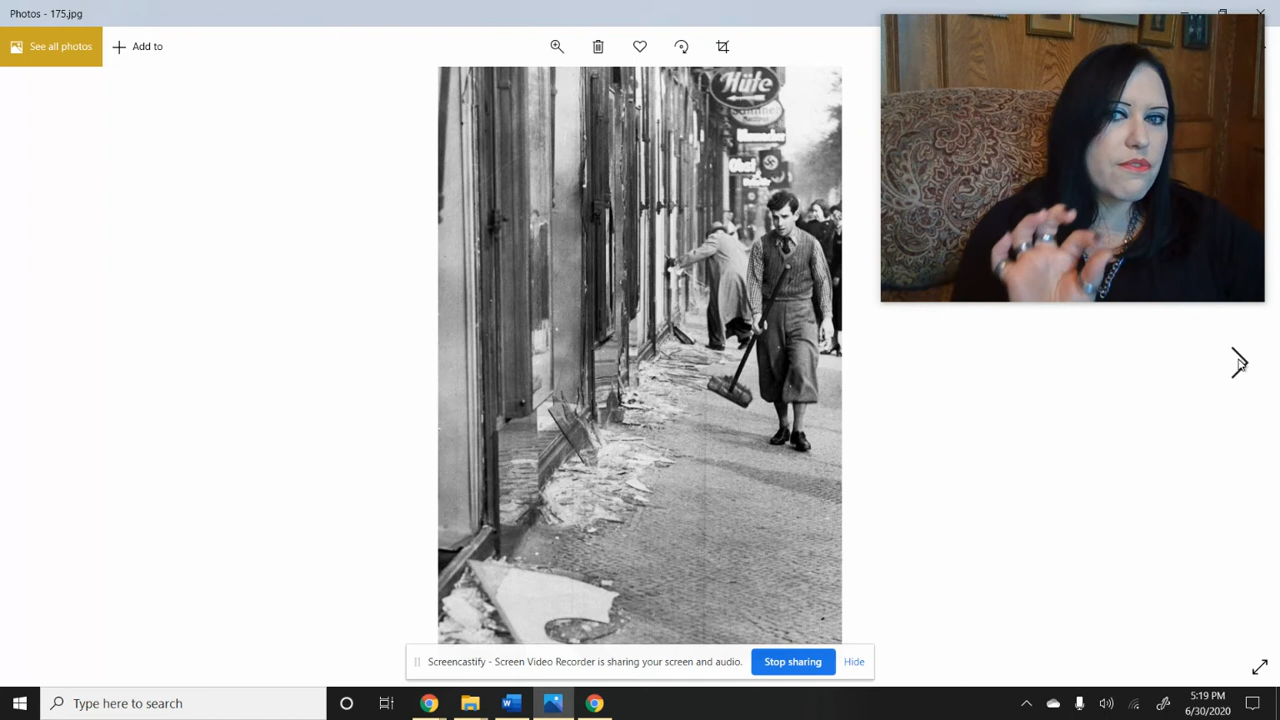 Photos - 175.jpg
See all photos
Add to
Hüte
Screencastify - Screen Video Recorder is sharing your screen and audio.
Stop sharing
Hide
Type here to search
5:19 PM
6/30/2020